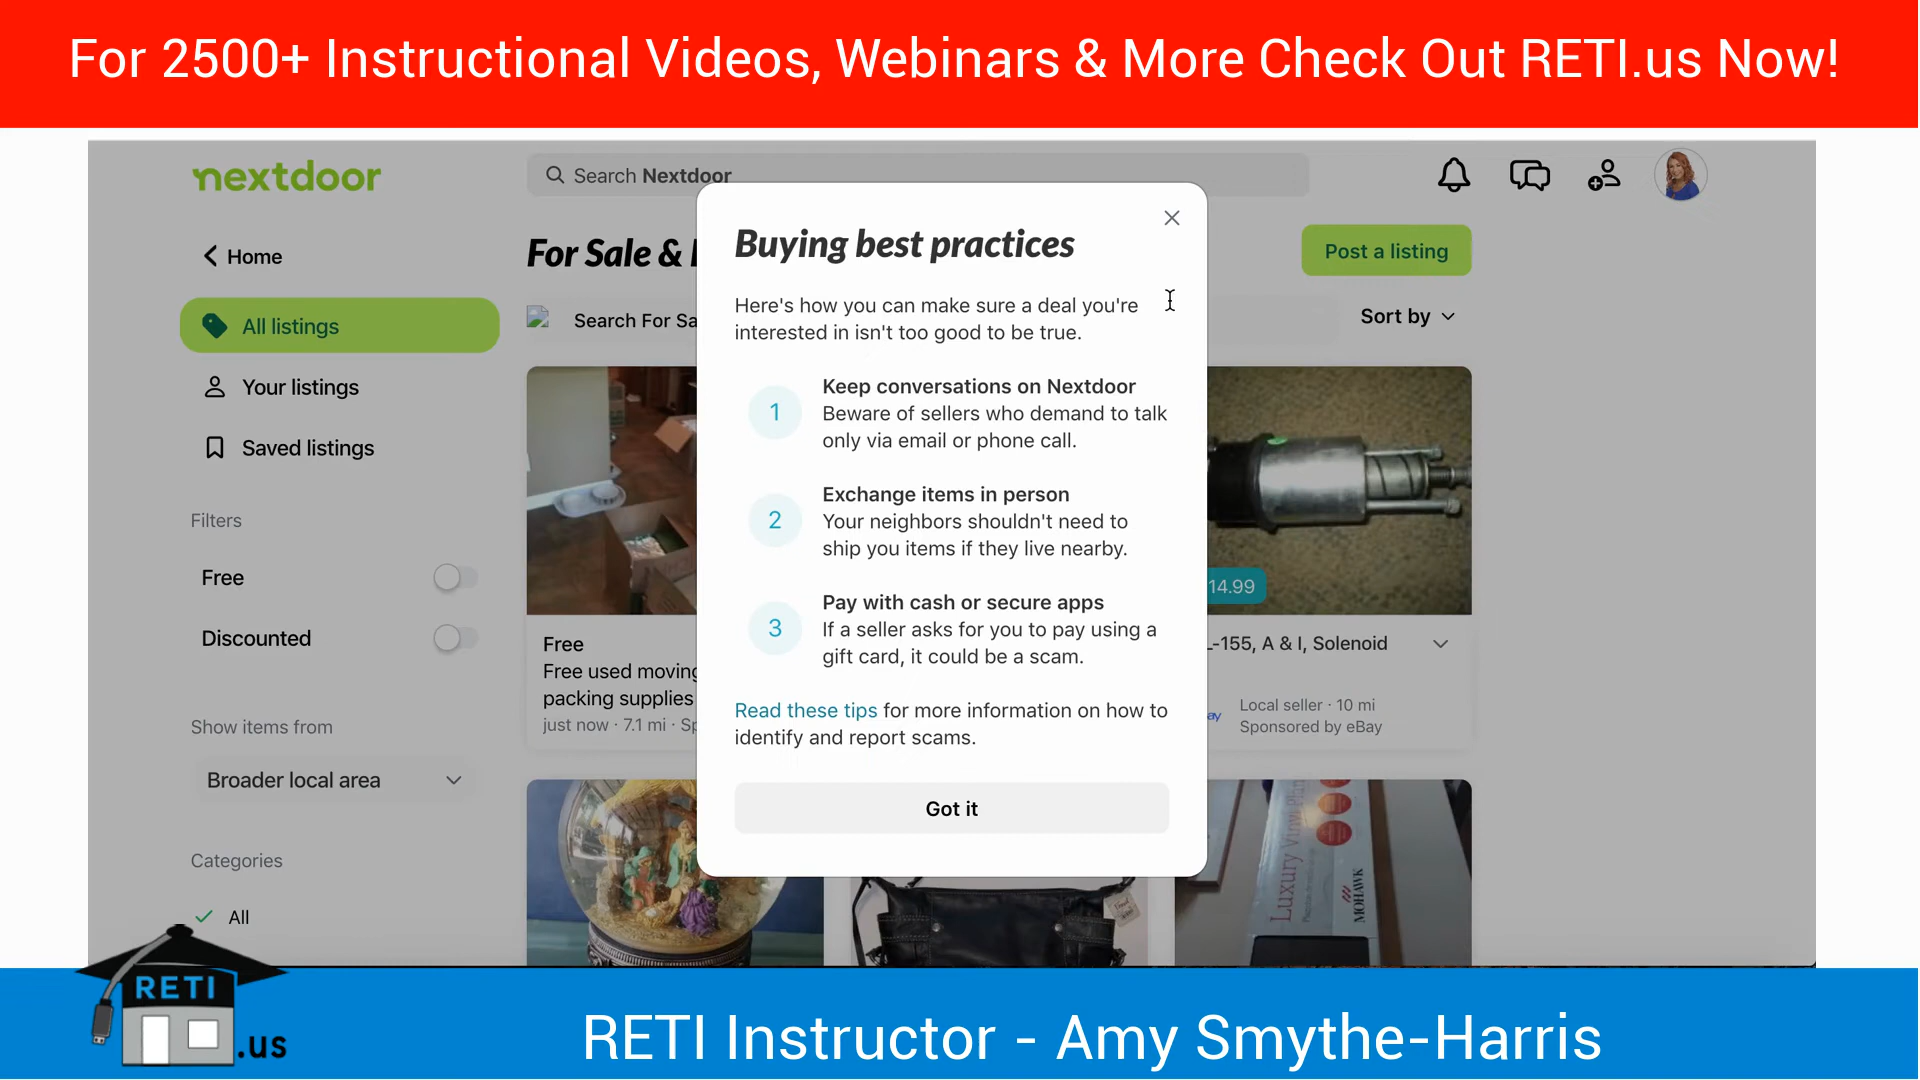 For 2500+ Instructional Videos, Webinars & More Check Out RETI.us Now!
nextdoor
Search Nextdoor
Home
For Sale &
Post a listing
All listings
Search For Sa
Sort by
Your listings
Saved listings
Filters
Free
Discounted
Show items from
Broader local area
Categories
All
Buying best practices
Here's how you can make sure a deal you're
interested in isn't too good to be true.
1
Keep conversations on Nextdoor
Beware of sellers who demand to talk
only via email or phone call.
2
Exchange items in person
Your neighbors shouldn't need to
ship you items if they live nearby.
3
Pay with cash or secure apps
If a seller asks for you to pay using a
gift card, it could be a scam.
Read these tips for more information on how to
identify and report scams.
Got it
Free
Free used moving
packing supplies
just now · 7.1 mi · Sp
14.99
L-155, A & I, Solenoid
ay
Local seller · 10 mi
Sponsored by eBay
Luxury Vinyl Plan
MOHAWK
RETI
.us
RETI Instructor - Amy Smythe-Harris